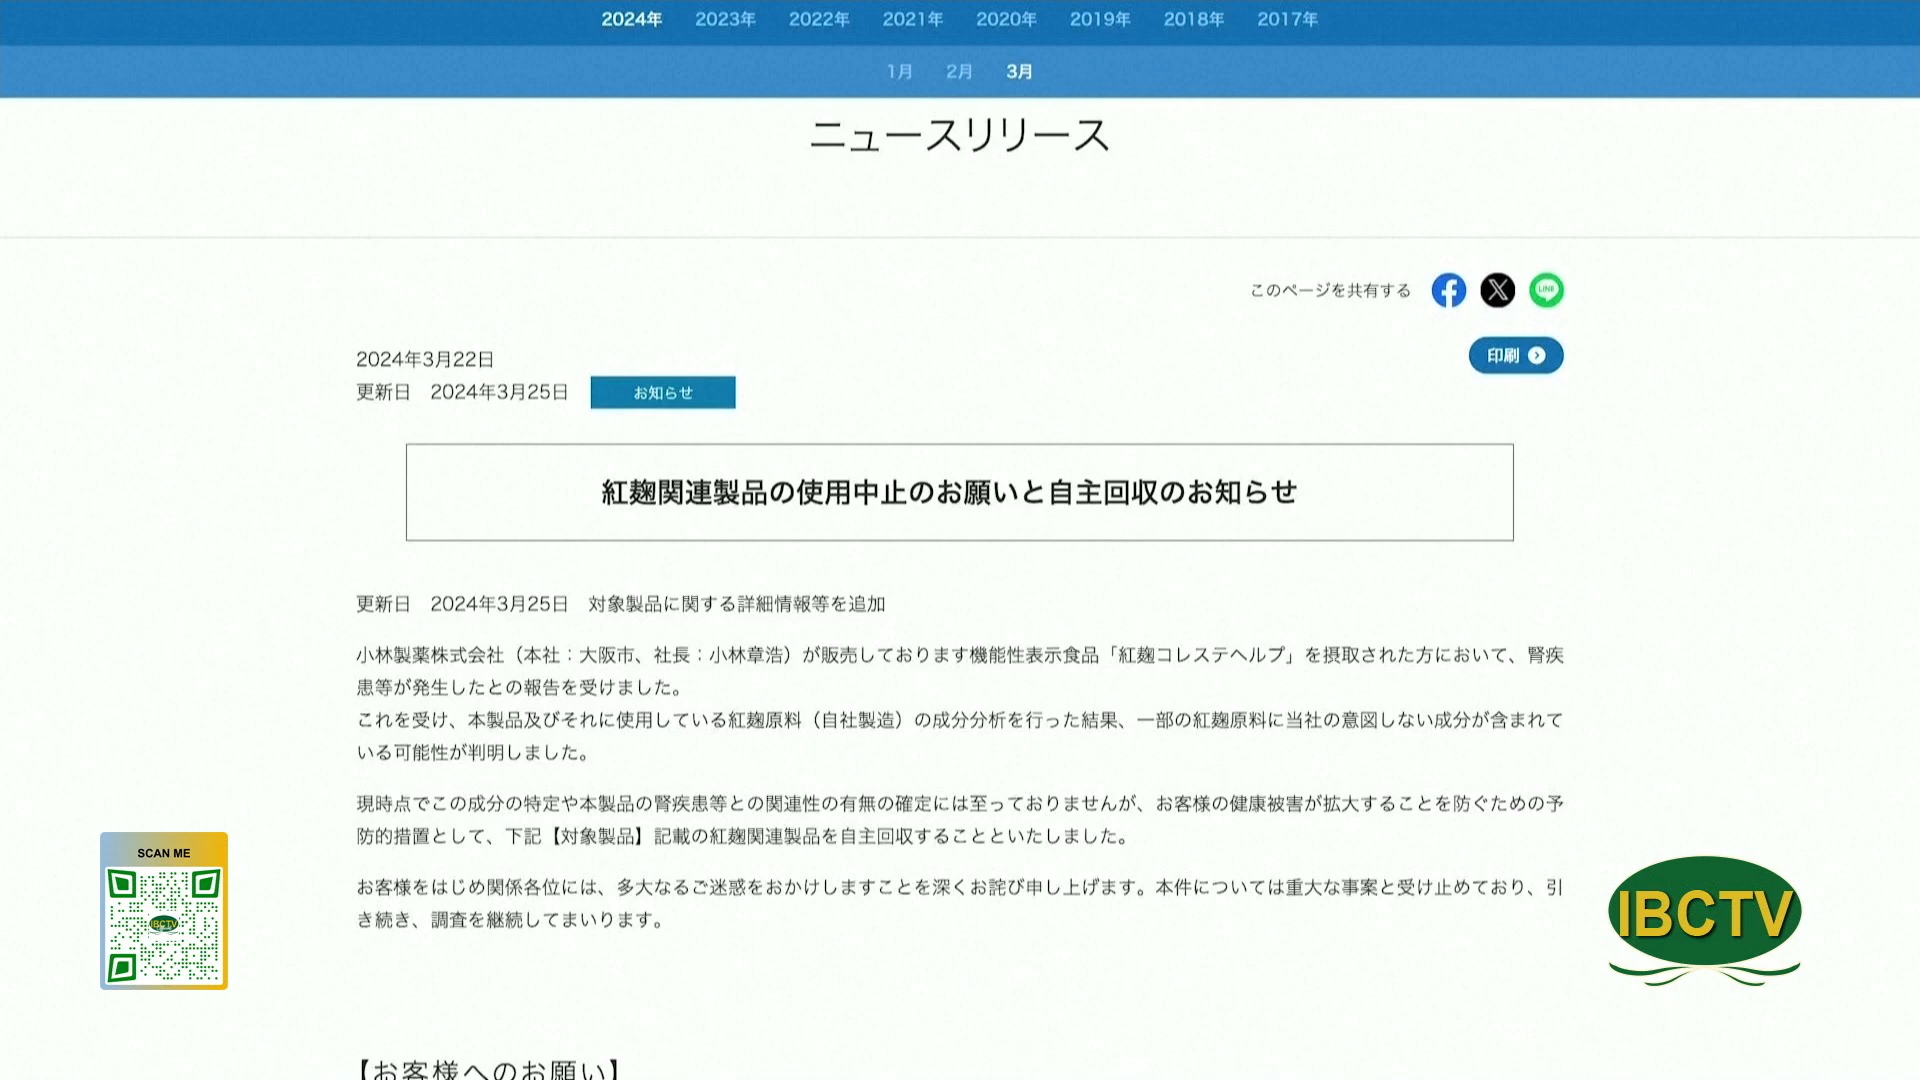 2024年 2023年 2022年 2021年 2020年 2019年 2018年 2017年
1月 2月 3月
ニュースリリース
このページを共有する
LINE
印刷
2024年3月22日
更新日 2024年3月25日 お知らせ
紅麹関連製品の使用中止のお願いと自主回収のお知らせ
更新日 2024年3月25日 対象製品に関する詳細情報等を追加
小林製薬株式会社（本社：大阪市、社長：小林章浩）が販売しております機能性表示食品「紅麹コレステヘルプ」を摂取された方において、腎疾
患等が発生したとの報告を受けました。
これを受け、本製品及びそれに使用している紅麹原料（自社製造）の成分分析を行った結果、一部の紅麹原料に当社の意図しない成分が含まれて
いる可能性が判明しました。
現時点でこの成分の特定や本製品の腎疾患等との関連性の有無の確定には至っておりませんが、お客様の健康被害が拡大することを防ぐための予
防的措置として、下記【対象製品】記載の紅麹関連製品を自主回収することといたしました。
お客様をはじめ関係各位には、多大なるご迷惑をおかけしますことを深くお詫び申し上げます。本件については重大な事案と受け止めており、引
き続き、調査を継続してまいります。
SCAN ME
IBCTV
IBCTV
【お客様へのお願い】